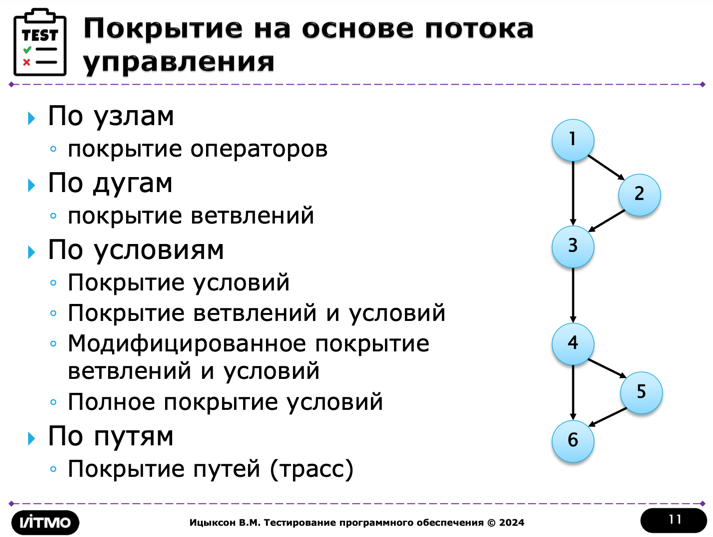 TEST
Покрытие на основе потока
управления
По узлам
покрытие операторов
По дугам
покрытие ветвлений
По условиям
Покрытие условий
Покрытие ветвлений и условий
Модифицированное покрытие
ветвлений и условий
Полное покрытие условий
По путям
Покрытие путей (трасс)
1
2
3
4
5
6
ИTMO
Ицыксон В.М. Тестирование программного обеспечения © 2024
11